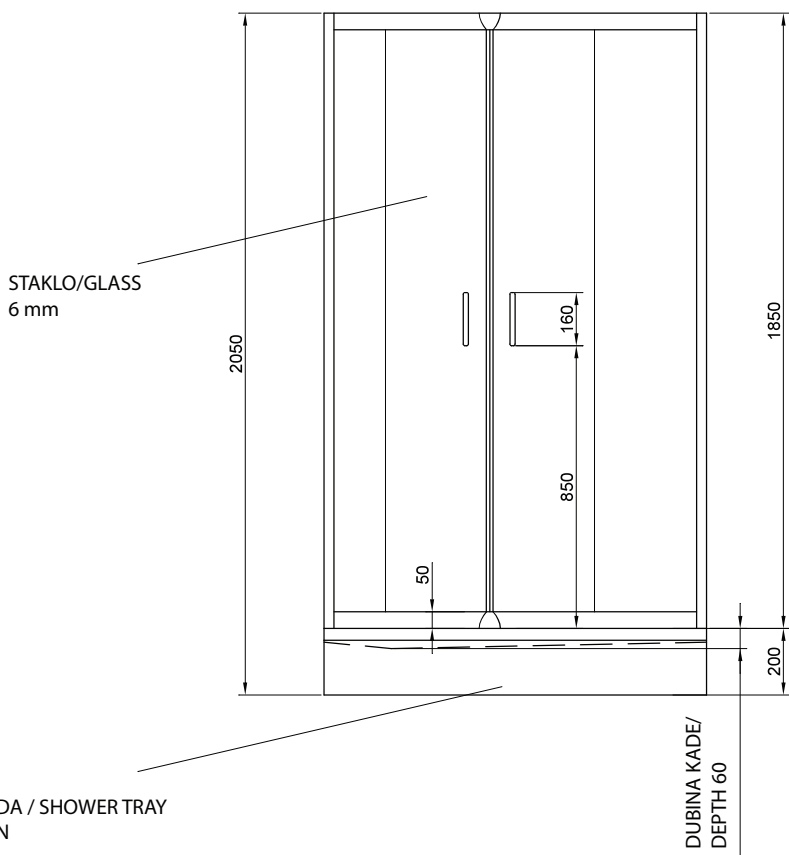 STAKLO/GLASS
6 mm
2050
160
1850
850
50
200
DUBINA KADE/
DEPTH 60
DA / SHOWER TRAY
N